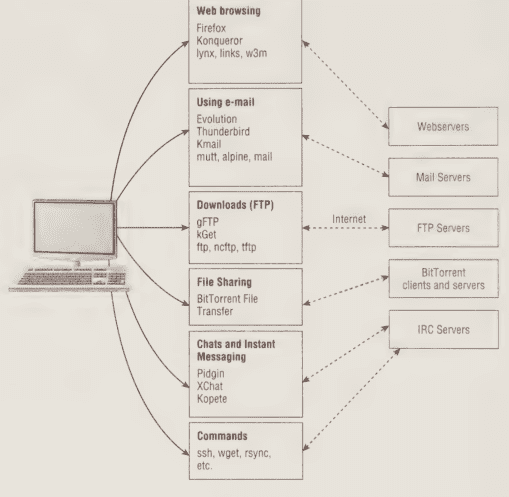 Web browsing
Firefox
Konqueror
lynx, links, w3m
Using e-mail
Evolution
Thunderbird
Kmail
mutt, alpine, mail
Downloads (FTP)
gFTP
kGet
ftp, ncftp, tftp
File Sharing
BitTorrent File
Transfer
Chats and Instant
Messaging
Pidgin
XChat
Kopete
Commands
ssh, wget, rsync,
etc.
Internet
Webservers
Mail Servers
FTP Servers
BitTorrent
clients and servers
IRC Servers